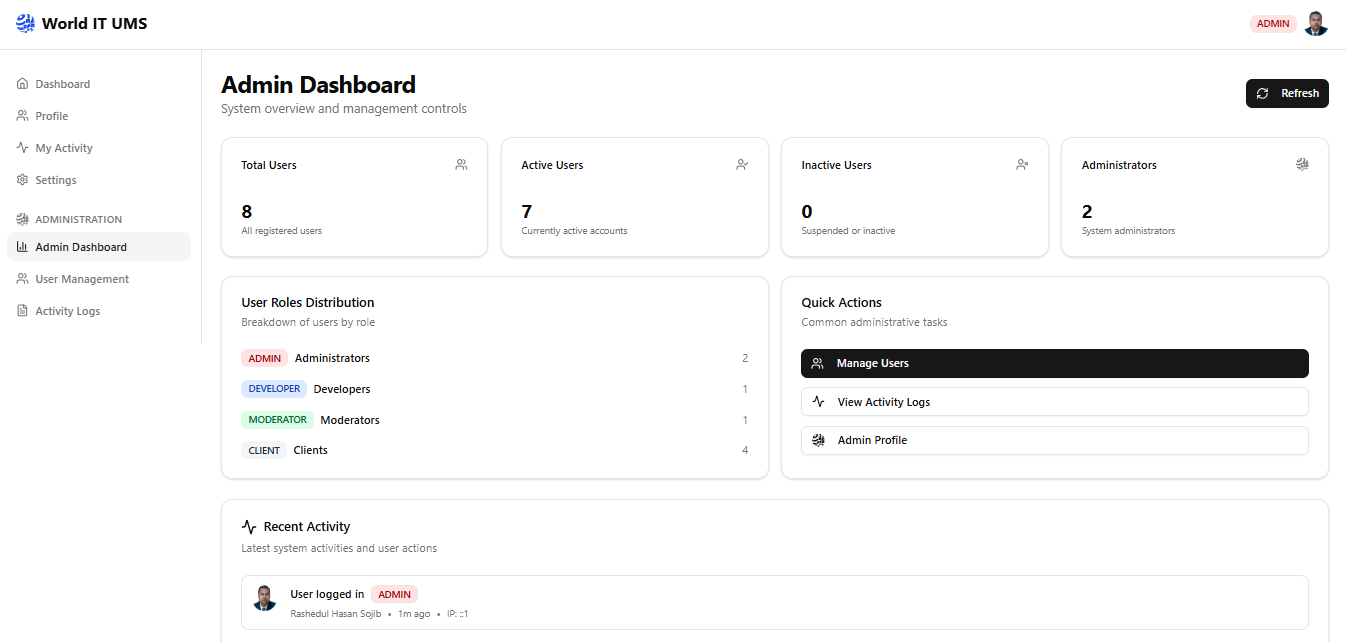 World IT UMS
ADMIN
Dashboard
Profile
My Activity
Settings
ADMINISTRATION
Admin Dashboard
User Management
Activity Logs
Admin Dashboard
System overview and management controls
Refresh
Total Users
8
All registered users
Active Users
7
Currently active accounts
Inactive Users
0
Suspended or inactive
Administrators
2
System administrators
User Roles Distribution
Breakdown of users by role
ADMIN Administrators 2
DEVELOPER Developers 1
MODERATOR Moderators 1
CLIENT Clients 4
Quick Actions
Common administrative tasks
Manage Users
View Activity Logs
Admin Profile
Recent Activity
Latest system activities and user actions
User logged in ADMIN
Rashedul Hasan Sojib • 1m ago • IP: ::1